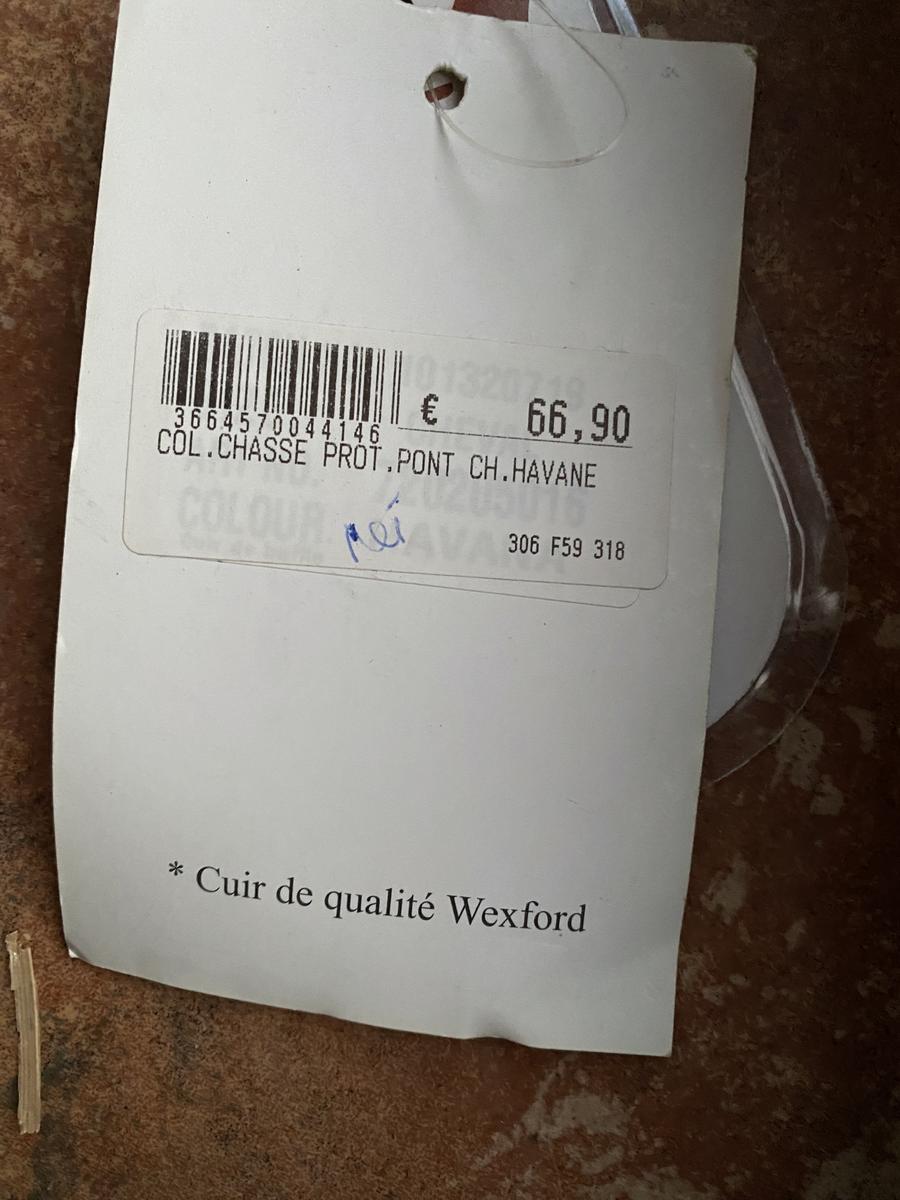 3664570044146
€ 66,90
COL.CHASSE PROT.PONT CH.HAVANE
306 F59 318
* Cuir de qualité Wexford